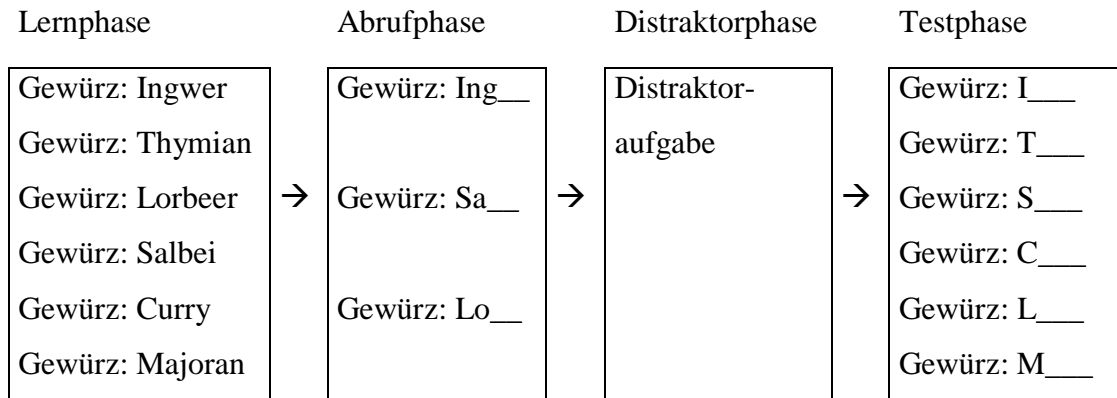 Lernphase
Abrufphase
Distraktorphase
Testphase
Gewürz: Ingwer
Gewürz: Thymian
Gewürz: Lorbeer
Gewürz: Salbei
Gewürz: Curry
Gewürz: Majoran
→
Gewürz: Ing__
Gewürz: Sa__
Gewürz: Lo__
→
Distraktor-
aufgabe
→
Gewürz: I___
Gewürz: T___
Gewürz: S___
Gewürz: C___
Gewürz: L___
Gewürz: M___